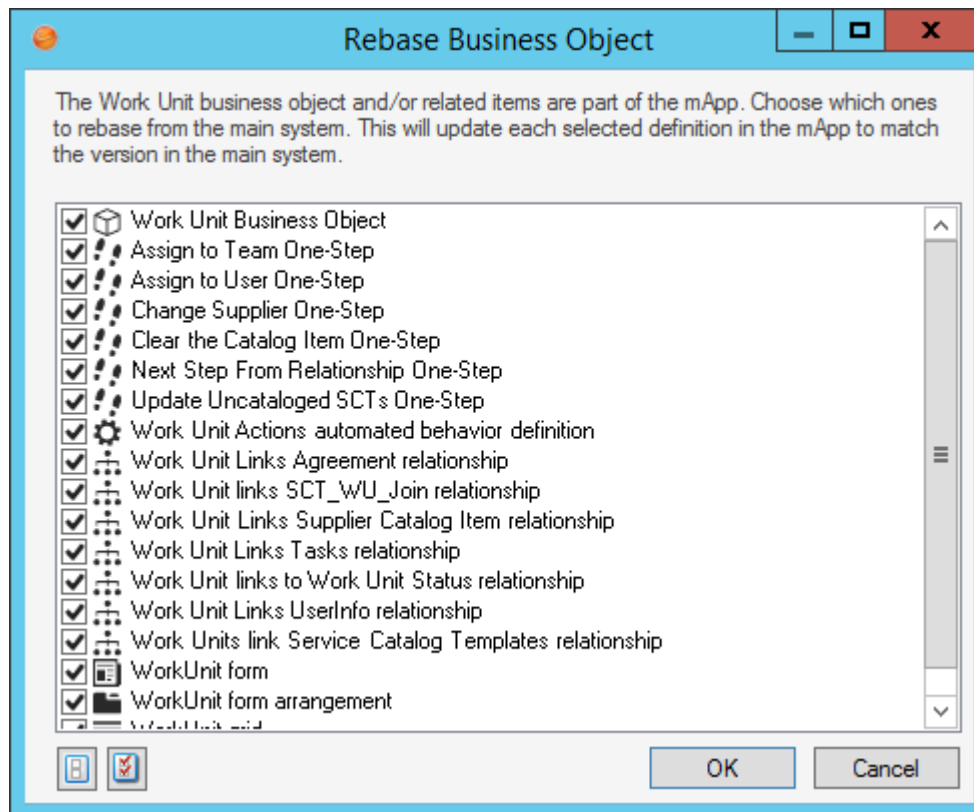 Rebase Business Object
The Work Unit business object and/or related items are part of the mApp. Choose which ones
to rebase from the main system. This will update each selected definition in the mApp to match
the version in the main system.
Work Unit Business Object
Assign to Team One-Step
Assign to User One-Step
Change Supplier One-Step
Clear the Catalog Item One-Step
Next Step From Relationship One-Step
Update Uncataloged SCTs One-Step
Work Unit Actions automated behavior definition
Work Unit Links Agreement relationship
Work Unit links SCT_WU_Join relationship
Work Unit Links Supplier Catalog Item relationship
Work Unit Links Tasks relationship
Work Unit links to Work Unit Status relationship
Work Unit Links UserInfo relationship
Work Units link Service Catalog Templates relationship
WorkUnit form
WorkUnit form arrangement
WorkUnit grid
OK
Cancel